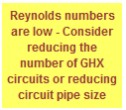 Reynolds numbers
are low - Consider
reducing the
number of GHX
circuits or reducing
circuit pipe size